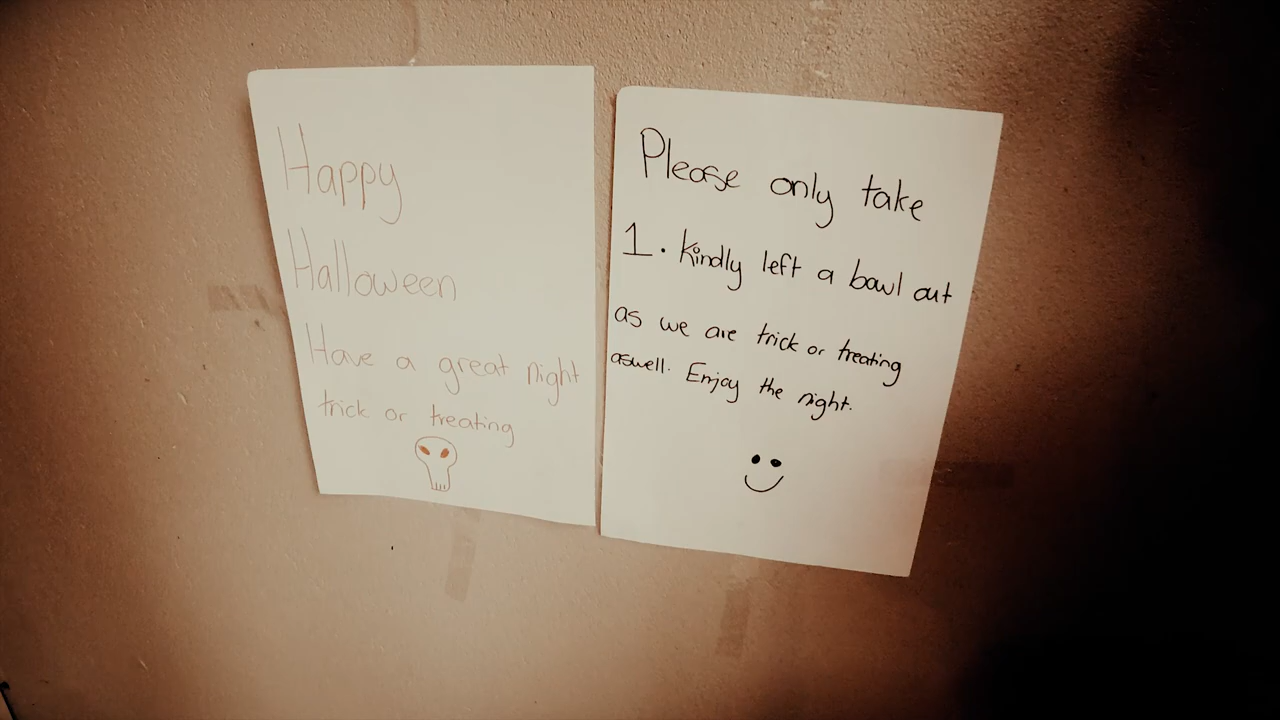 Happy
Halloween
Have a great night
trick or treating
Please only take
1. Kindly left a bowl out
as we are trick or treating
aswell. Enjoy the night.